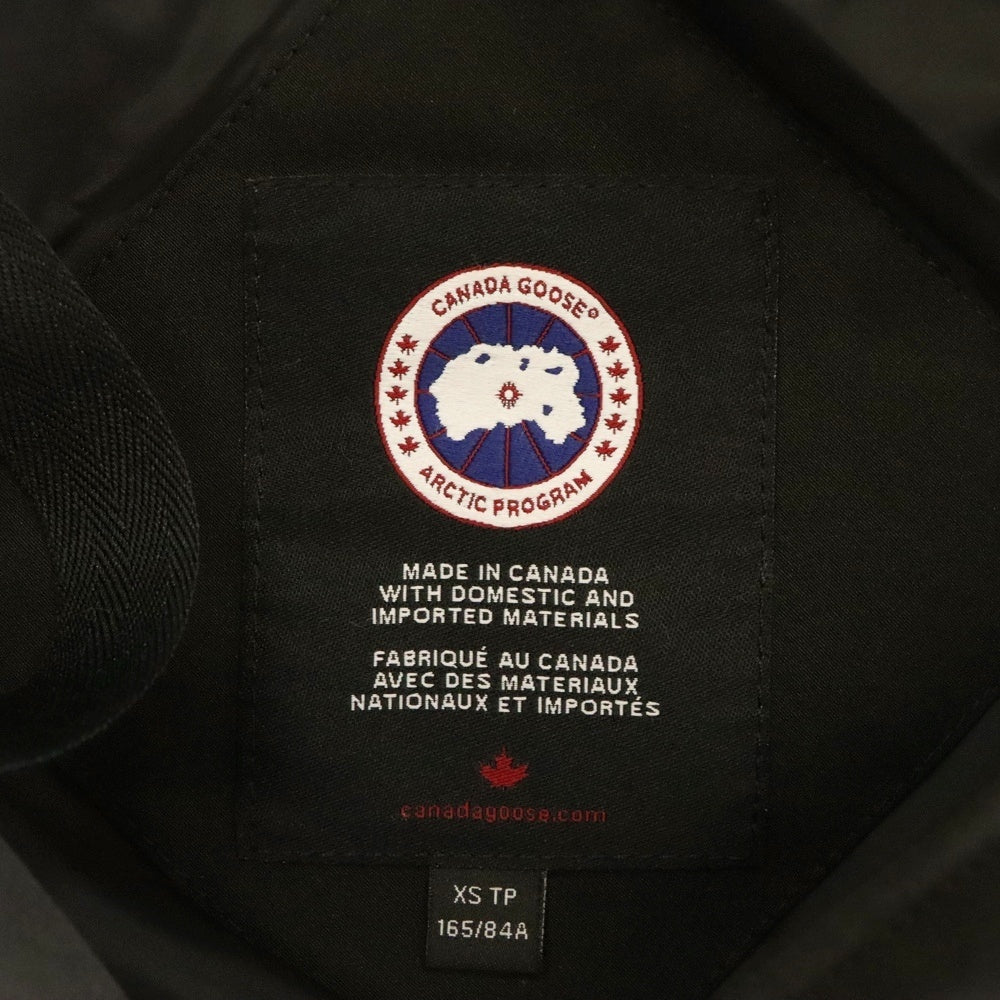 CANADA GOOSE®
ARCTIC PROGRAM
MADE IN CANADA
WITH DOMESTIC AND
IMPORTED MATERIALS
FABRIQUÉ AU CANADA
AVEC DES MATERIAUX
NATIONAUX ET IMPORTÉS
canadagoose.com
XS TP
165/84A